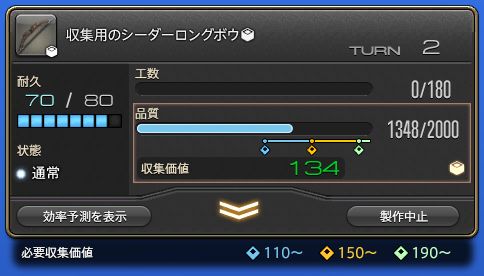 収集用のシーダーロングボウ
TURN 2
耐久
70 / 80
状態
通常
工数
0/180
品質
1348/2000
収集価値 134
効率予測を表示
製作中止
必要収集価値 110~ 150~ 190~